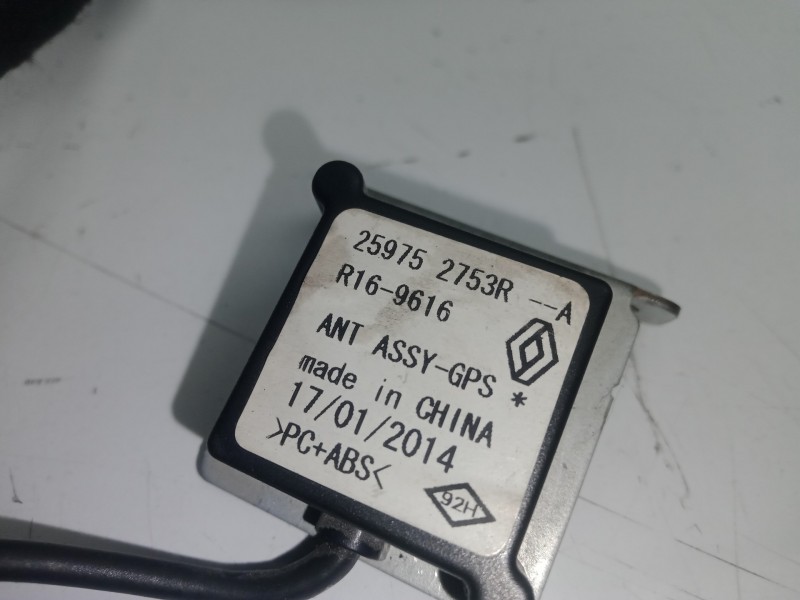 25975 2753R --A
R16-9616
ANT ASSY-GPS *
made in CHINA
17/01/2014
>PC+ABS<
92H